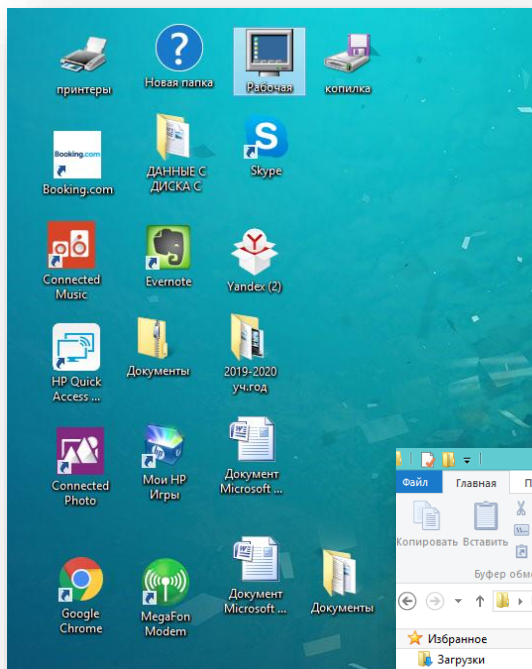 принтеры
Новая папка
Рабочая
копилка
Booking.com
Booking.com
ДАННЫЕ С
ДИСКА С
Skype
Connected
Music
Evernote
Yandex (2)
HP Quick
Access ...
Документы
2019-2020
уч.год
Connected
Photo
Мои HP
Игры
Документ
Microsoft ...
Google
Chrome
MegaFon
Modem
Документ
Microsoft ...
Документы
Файл
Главная
Копировать
Вставить
Буфер обм
Избранное
Загрузки